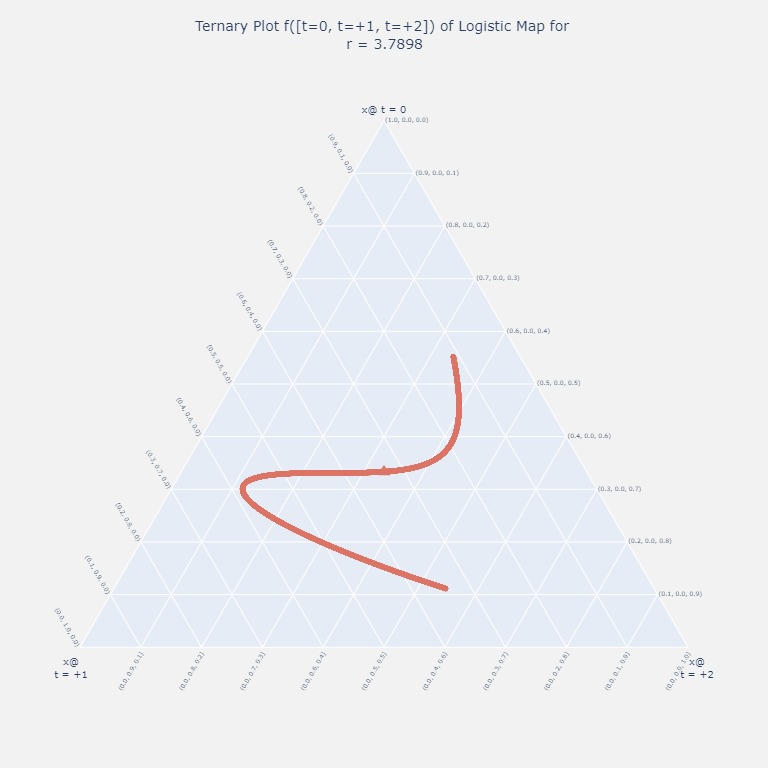 Ternary Plot f([t=0, t=+1, t=+2]) of Logistic Map for
r = 3.7898
x@ t = 0
(1.0, 0.0, 0.0)
(0.9, 0.1, 0.0)
(0.9, 0.0, 0.1)
(0.8, 0.2, 0.0)
(0.8, 0.0, 0.2)
(0.7, 0.3, 0.0)
(0.7, 0.0, 0.3)
(0.6, 0.4, 0.0)
(0.6, 0.0, 0.4)
(0.5, 0.5, 0.0)
(0.5, 0.0, 0.5)
(0.4, 0.6, 0.0)
(0.4, 0.0, 0.6)
(0.3, 0.7, 0.0)
(0.3, 0.0, 0.7)
(0.2, 0.8, 0.0)
(0.2, 0.0, 0.8)
(0.1, 0.9, 0.0)
(0.1, 0.0, 0.9)
(0.0, 1.0, 0.0)
x@
t = +1
(0.0, 0.9, 0.1)
(0.0, 0.8, 0.2)
(0.0, 0.7, 0.3)
(0.0, 0.6, 0.4)
(0.0, 0.5, 0.5)
(0.0, 0.4, 0.6)
(0.0, 0.3, 0.7)
(0.0, 0.2, 0.8)
(0.0, 0.1, 0.9)
(0.0, 0.0, 1.0)
x@
t = +2